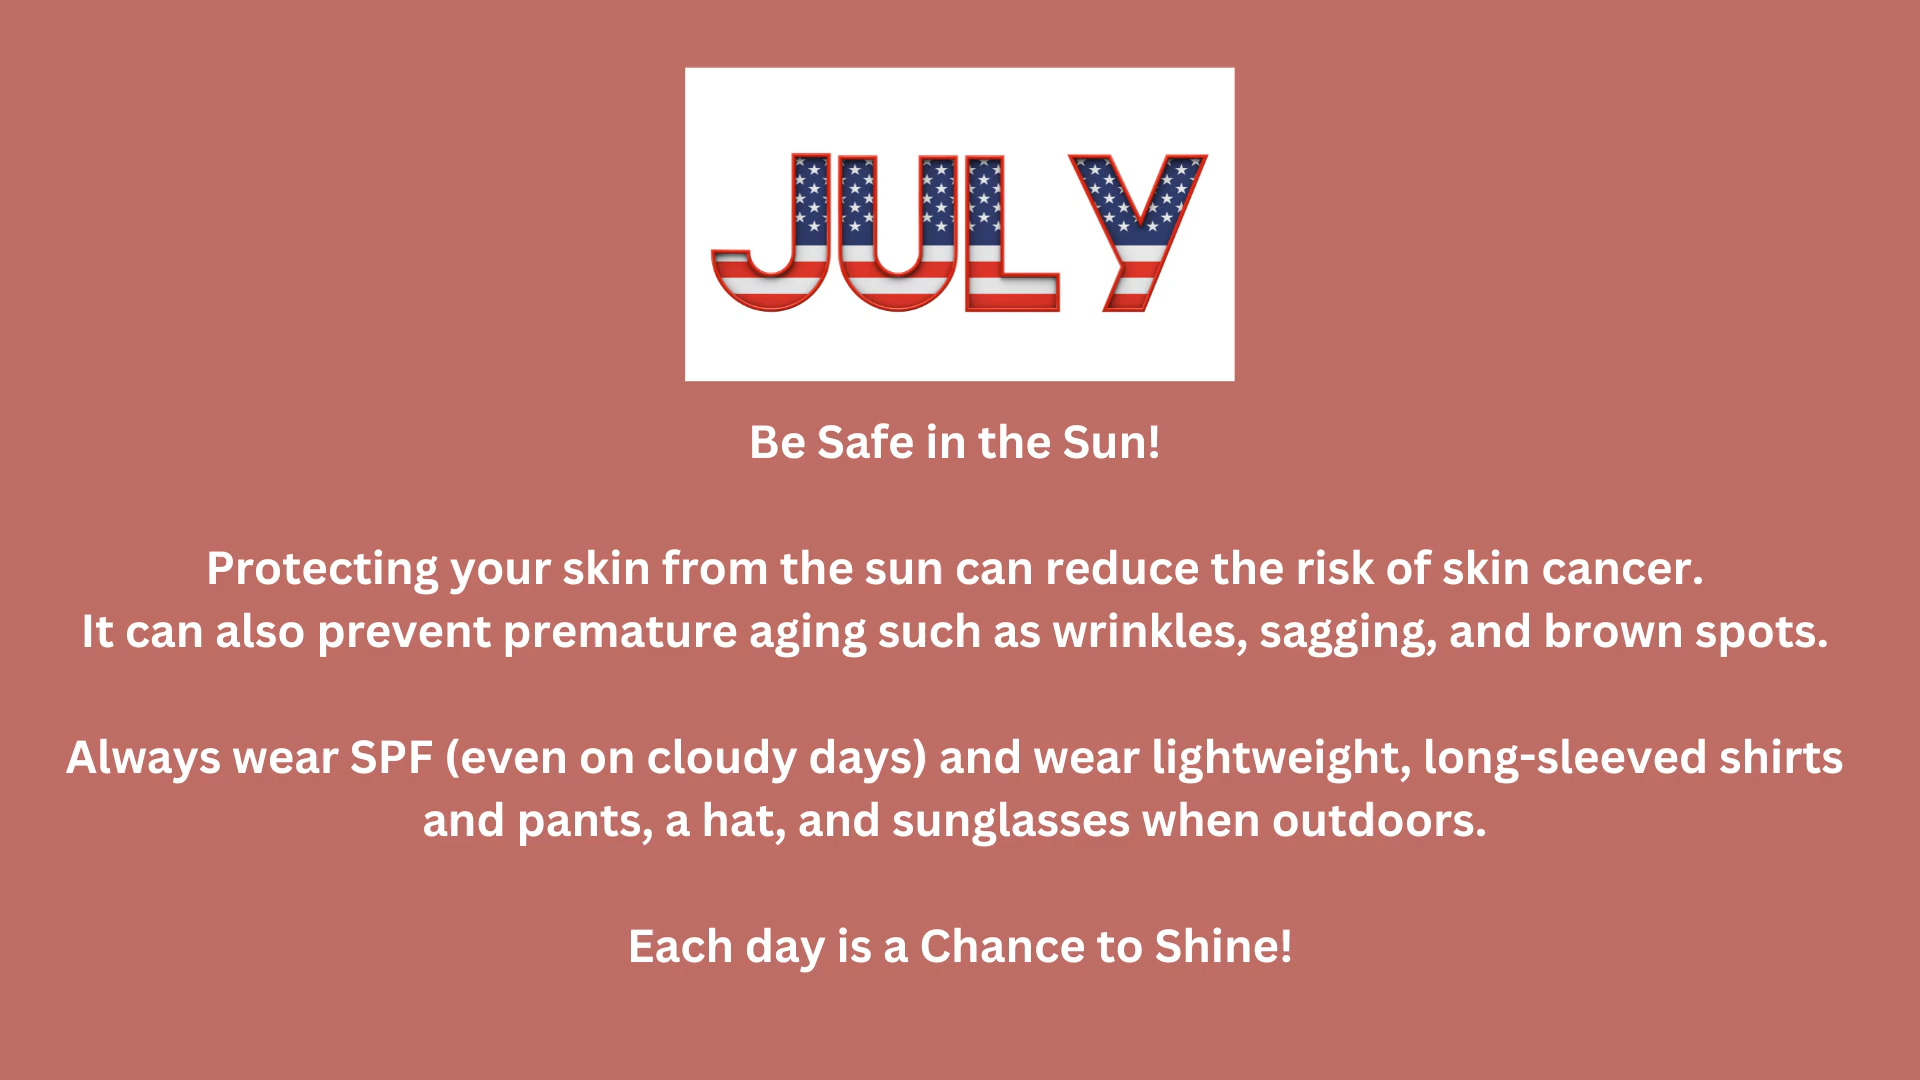 JULY
Be Safe in the Sun!
Protecting your skin from the sun can reduce the risk of skin cancer.
It can also prevent premature aging such as wrinkles, sagging, and brown spots.
Always wear SPF (even on cloudy days) and wear lightweight, long-sleeved shirts
and pants, a hat, and sunglasses when outdoors.
Each day is a Chance to Shine!